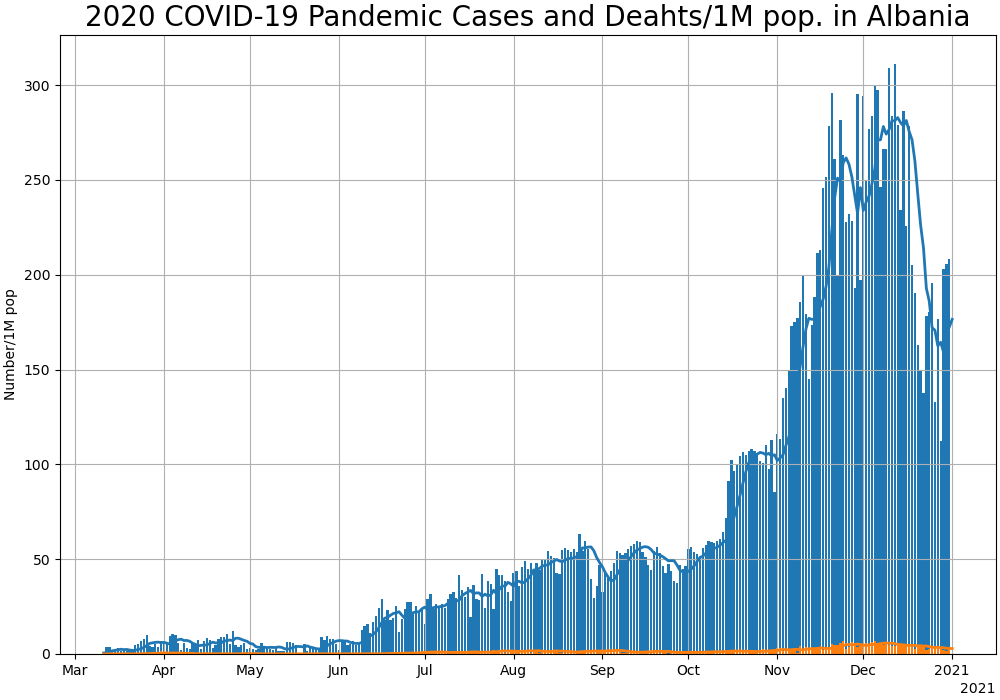 2020 COVID-19 Pandemic Cases and Deahts/1M pop. in Albania
Number/1M pop
300
250
200
150
100
50
0
Mar Apr May Jun Jul Aug Sep Oct Nov Dec 2021
2021